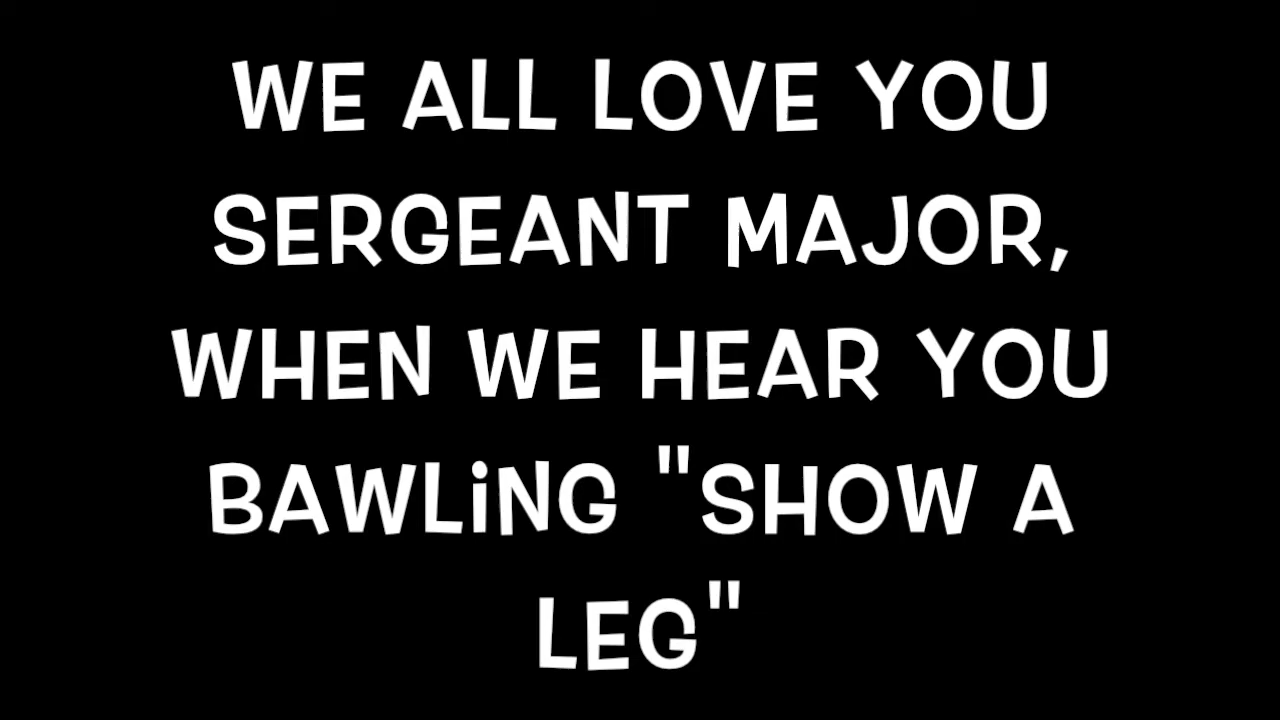 WE ALL LOVE YOU
SERGEANT MAJOR,
WHEN WE HEAR YOU
BAWLiNG "SHOW A
LEG"